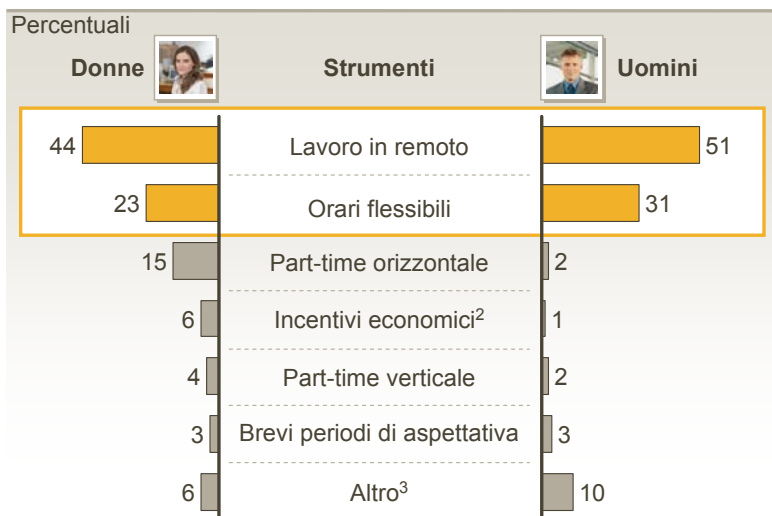 Percentuali
Donne Strumenti Uomini
44 Lavoro in remoto 51
23 Orari flessibili 31
15 Part-time orizzontale 2
6 Incentivi economici² 1
4 Part-time verticale 2
3 Brevi periodi di aspettativa 3
6 Altro³ 10